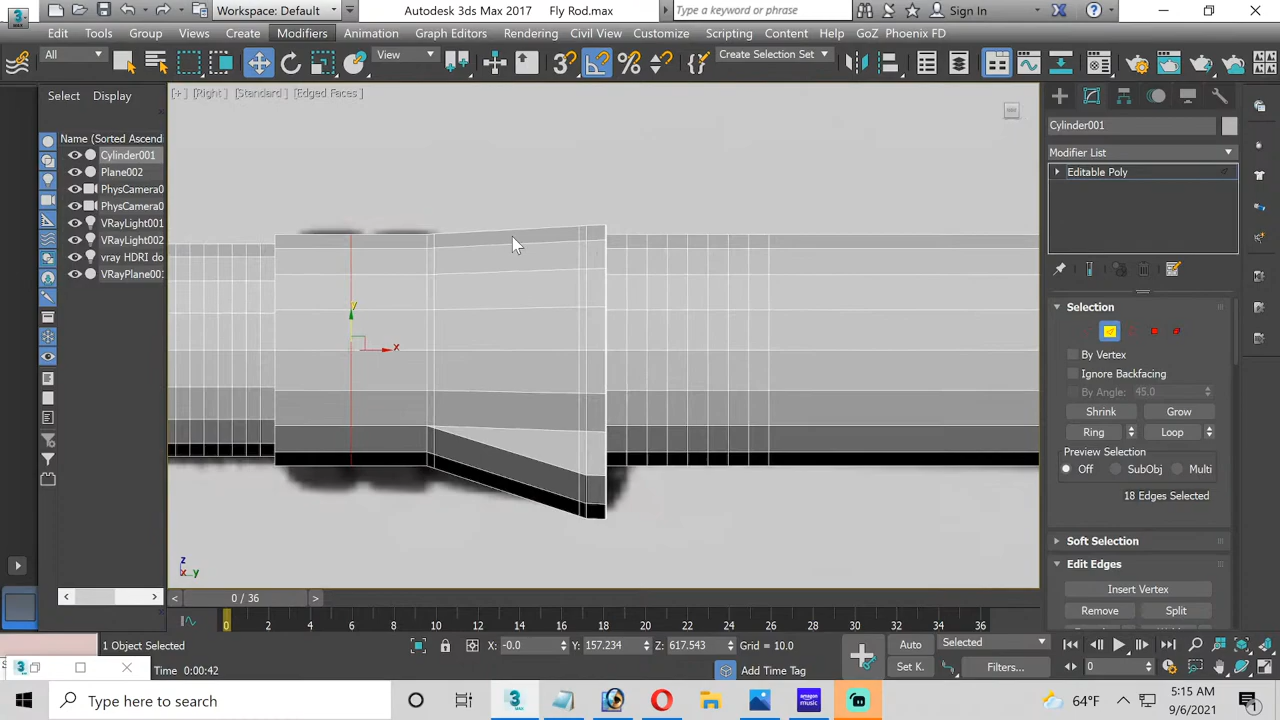 Workspace: Default
Autodesk 3ds Max 2017
Fly Rod.max
Type a keyword or phrase
Sign In
Edit Tools Group Views Create Modifiers Animation Graph Editors Rendering Civil View Customize Scripting Content GoZ Phoenix FD
All
View
Create Selection Set
Select Display
[+] [Right] [Standard] [Edged Faces]
Name (Sorted Ascend
Cylinder001
Plane002
PhysCamera0
PhysCamera0
VRayLight001
VRayLight002
vray HDRI do
VRayPlane001
Cylinder001
Modifier List
Editable Poly
Selection
By Vertex
Ignore Backfacing
By Angle: 45.0
Shrink Grow
Ring Loop
Preview Selection
Off SubObj Multi
18 Edges Selected
Soft Selection
Edit Edges
Insert Vertex
Remove Split
y
x
z
x y
0 / 36
0 2 4 6 8 10 12 14 16 18 20 22 24 26 28 30 32 34 36
1 Object Selected
X: -0.0 Y: 157.234 Z: 617.543 Grid = 10.0
Auto Selected
Time: 0:00:42
Add Time Tag
Set K. Filters...
0
Type here to search
64°F
5:15 AM
9/6/2021